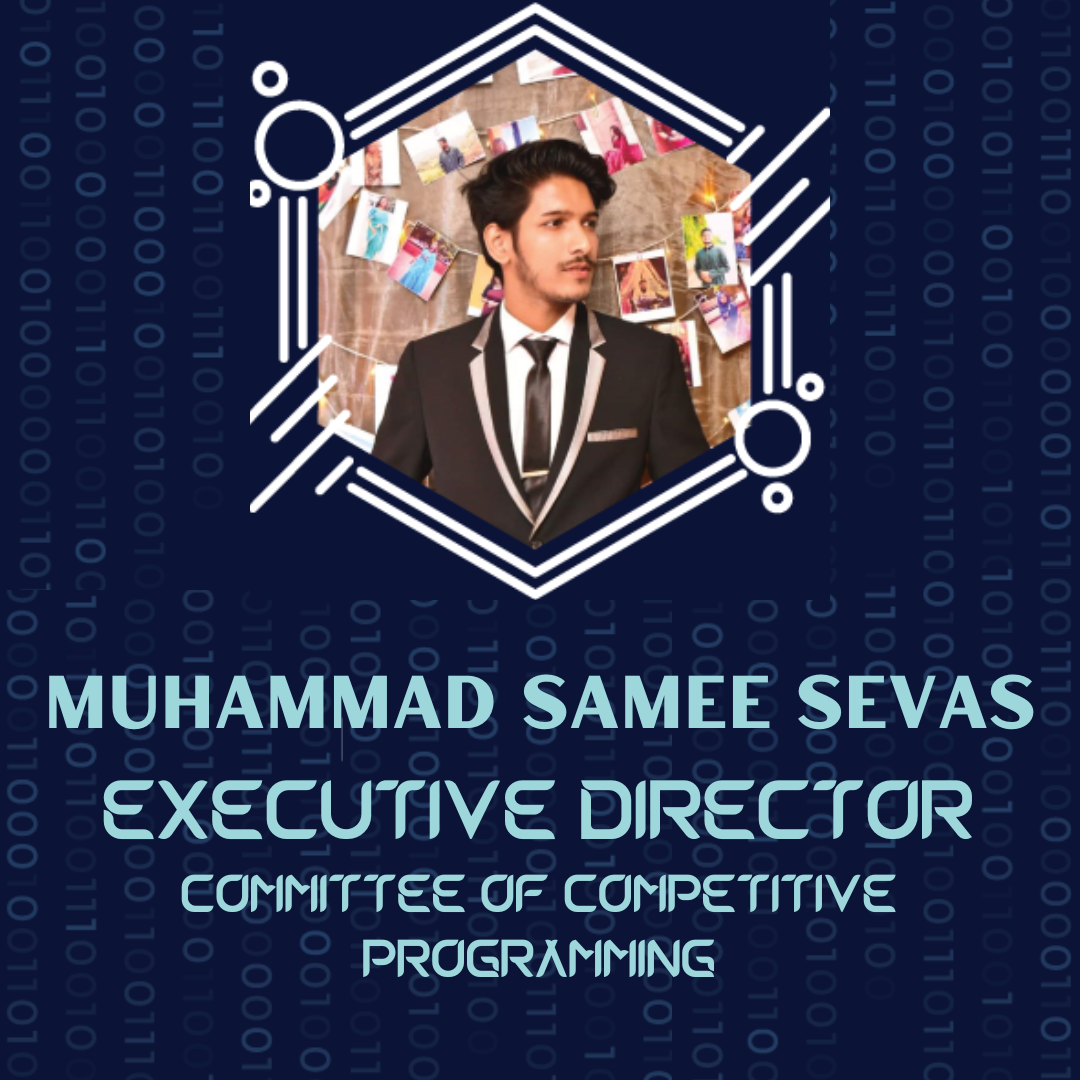 MUHAMMAD SAMEE SEVAS
EXECUTIVE DIRECTOR
COMMITTEE OF COMPETITIVE
PROGRAMMING